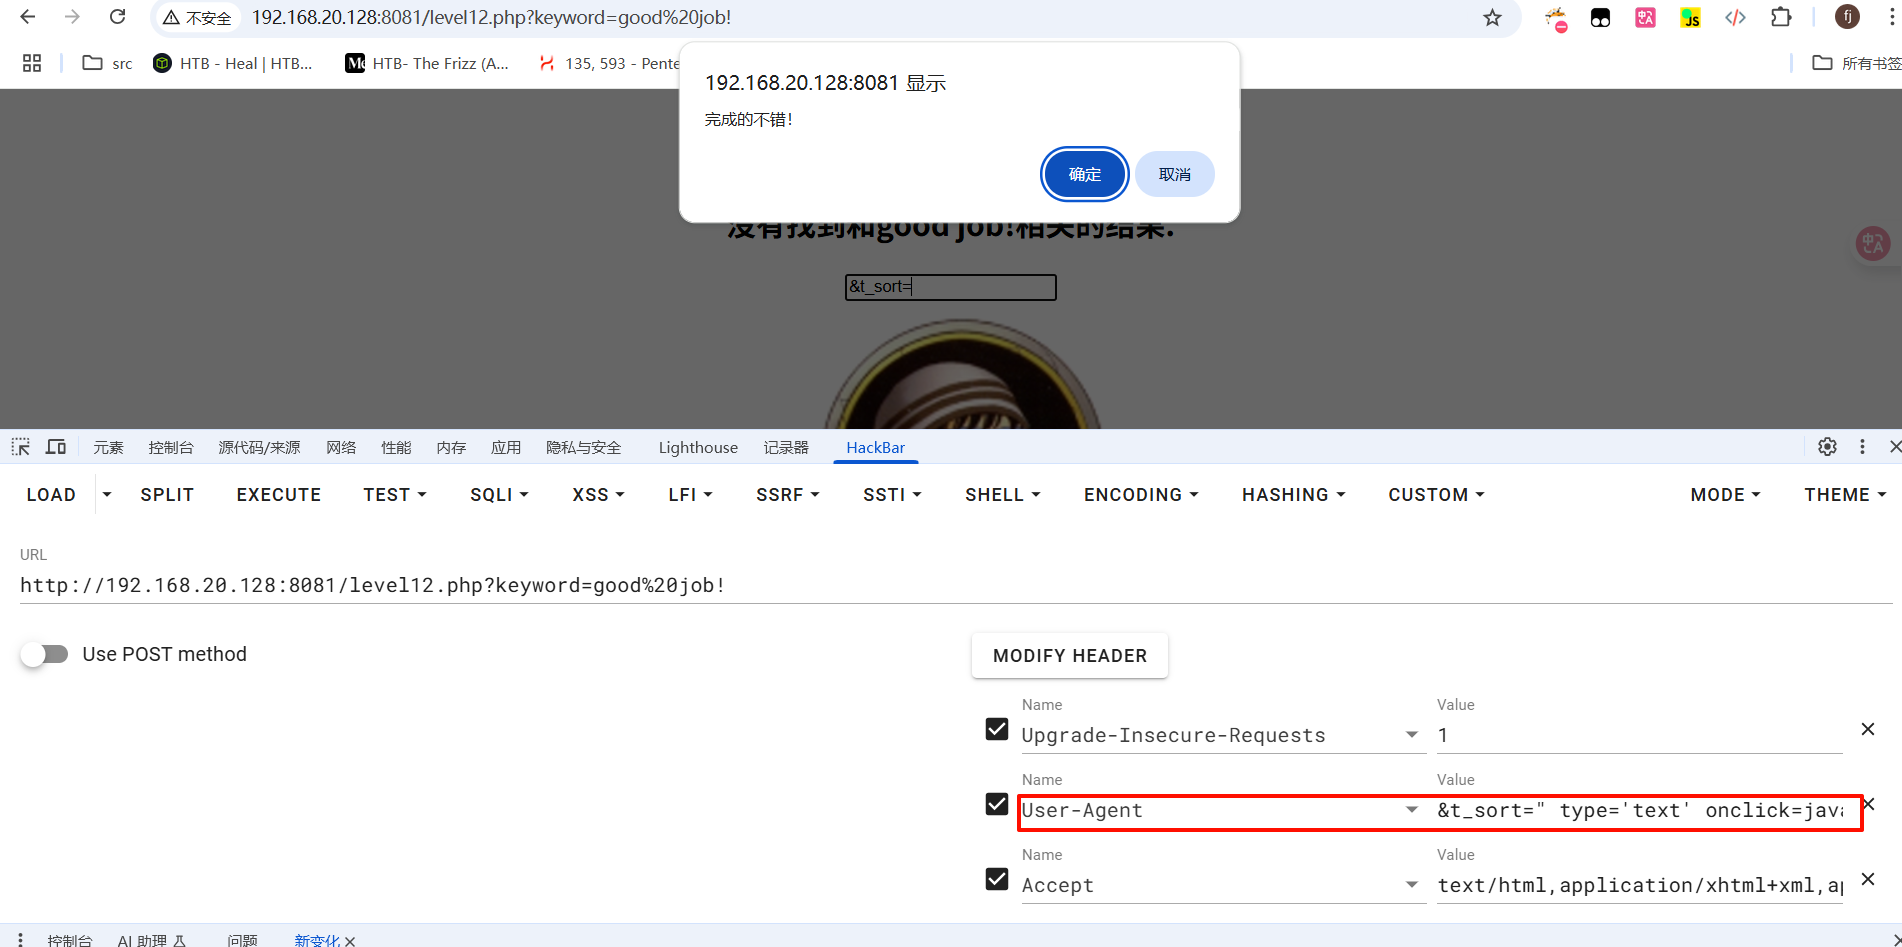 不安全 192.168.20.128:8081/level12.php?keyword=good%20job!
src HTB - Heal | HTB... HTB- The Frizz (A... 135, 593 - Pente 所有书签
192.168.20.128:8081 显示
完成的不错！
确定 取消
没有找到和good job!相关的结果.
&t_sort=
元素 控制台 源代码/来源 网络 性能 内存 应用 隐私与安全 Lighthouse 记录器 HackBar
LOAD SPLIT EXECUTE TEST SQLI XSS LFI SSRF SSTI SHELL ENCODING HASHING CUSTOM MODE THEME
URL
http://192.168.20.128:8081/level12.php?keyword=good%20job!
Use POST method
MODIFY HEADER
Name Value
Upgrade-Insecure-Requests 1
Name Value
User-Agent &t_sort=" type='text' onclick=java
Name Value
Accept text/html,application/xhtml+xml,ap
控制台 AI 助理 问题 新变化